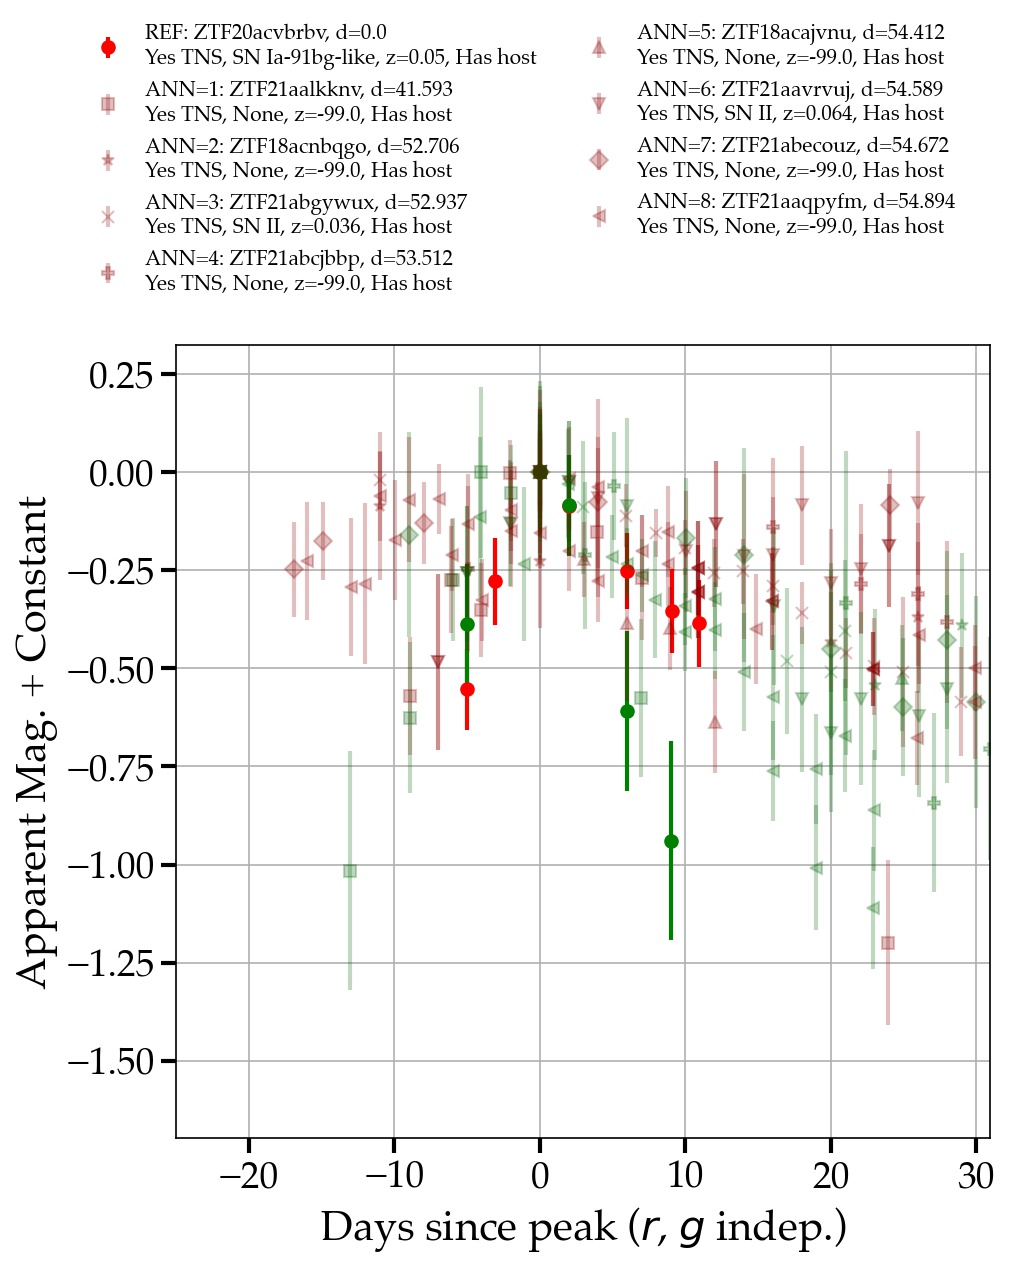 REF: ZTF20acvbrbv, d=0.0
Yes TNS, SN Ia-91bg-like, z=0.05, Has host
ANN=1: ZTF21aalkknv, d=41.593
Yes TNS, None, z=-99.0, Has host
ANN=2: ZTF18acnbqgo, d=52.706
Yes TNS, None, z=-99.0, Has host
ANN=3: ZTF21abgywux, d=52.937
Yes TNS, SN II, z=0.036, Has host
ANN=4: ZTF21abcjbbp, d=53.512
Yes TNS, None, z=-99.0, Has host
ANN=5: ZTF18acajvnu, d=54.412
Yes TNS, None, z=-99.0, Has host
ANN=6: ZTF21aavrvuj, d=54.589
Yes TNS, SN II, z=0.064, Has host
ANN=7: ZTF21abecouz, d=54.672
Yes TNS, None, z=-99.0, Has host
ANN=8: ZTF21aaqpyfm, d=54.894
Yes TNS, None, z=-99.0, Has host
0.25
0.00
−0.25
−0.50
−0.75
−1.00
−1.25
−1.50
Apparent Mag. + Constant
−20
−10
0
10
20
30
Days since peak (r, g indep.)